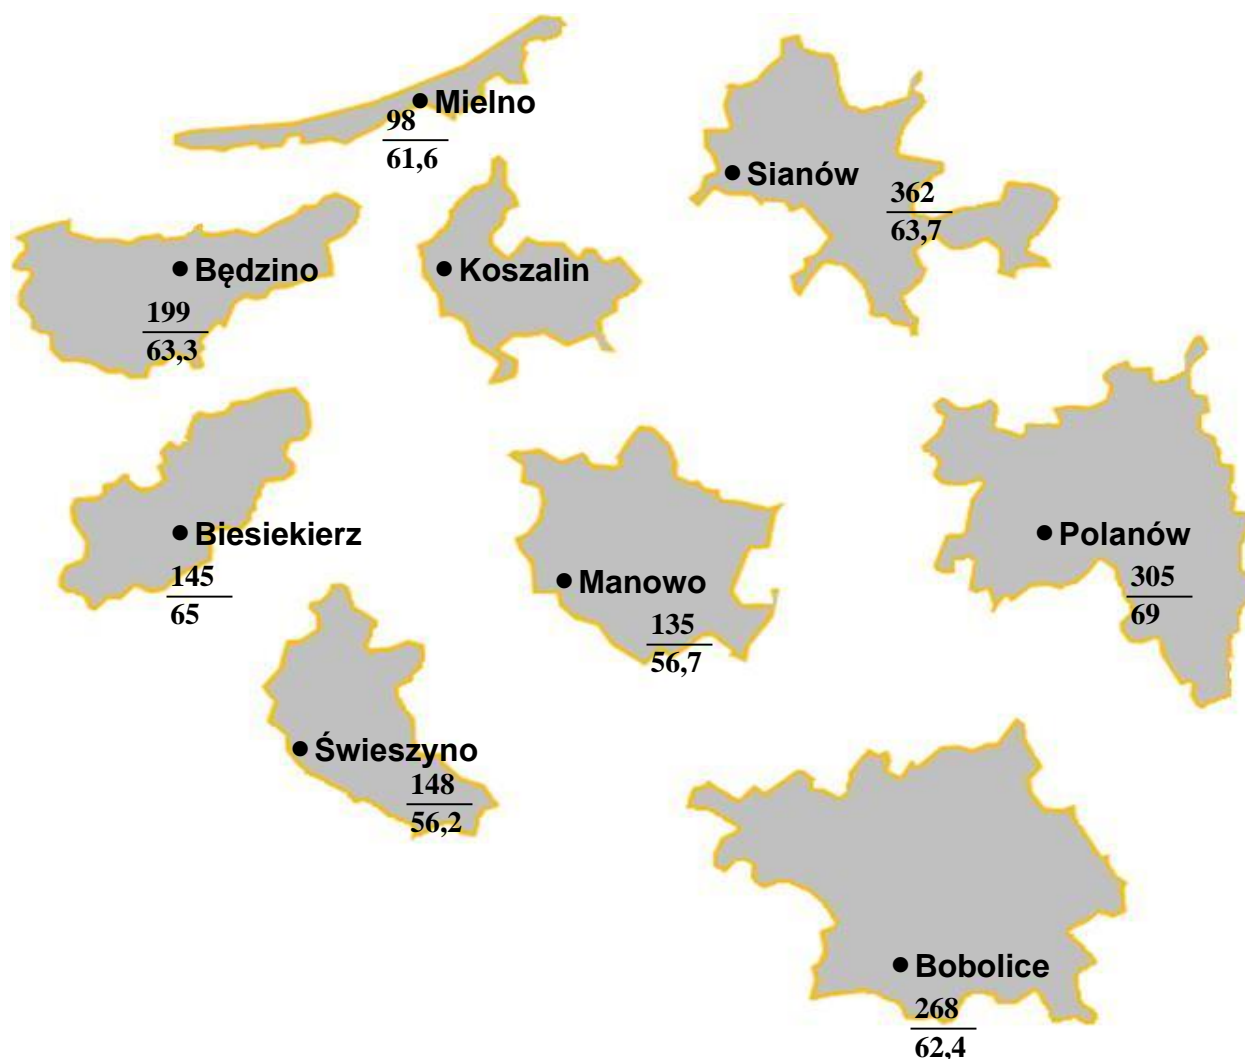 Mielno
98
61,6
Sianów
362
63,7
Będzino
199
63,3
Koszalin
Biesiekierz
145
65
Manowo
135
56,7
Polanów
305
69
Świeszyno
148
56,2
Bobolice
268
62,4